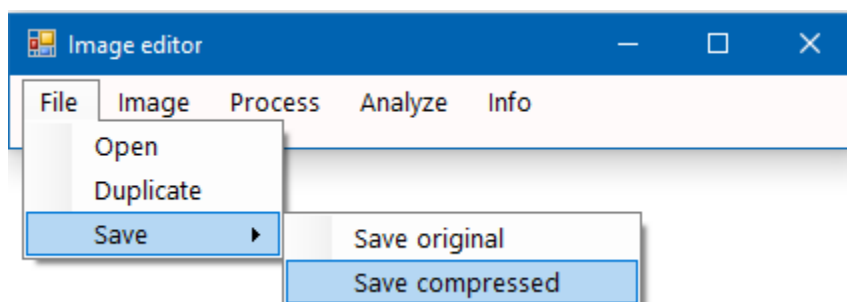 Image editor
File Image Process Analyze Info
Open
Duplicate
Save
Save original
Save compressed